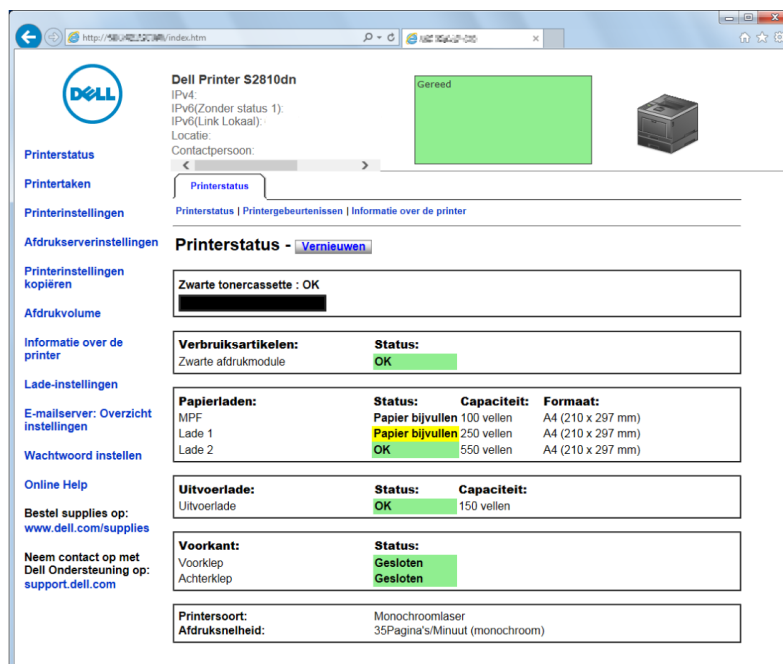 http:// /index.htm
DELL
Dell Printer S2810dn
IPv4:
IPv6(Zonder status 1):
IPv6(Link Lokaal):
Locatie:
Contactpersoon:
Gereed
Printerstatus
Printertaken
Printerinstellingen
Afdrukserverinstellingen
Printerinstellingen
kopiëren
Afdrukvolume
Informatie over de
printer
Lade-instellingen
E-mailserver: Overzicht
instellingen
Wachtwoord instellen
Online Help
Bestel supplies op:
www.dell.com/supplies
Neem contact op met
Dell Ondersteuning op:
support.dell.com
Printerstatus
Printerstatus | Printergebeurtenissen | Informatie over de printer
Printerstatus - Vernieuwen
Zwarte tonercassette : OK
Verbruiksartikelen: Status:
Zwarte afdrukmodule OK
Papierladen: Status: Capaciteit: Formaat:
MPF Papier bijvullen 100 vellen A4 (210 x 297 mm)
Lade 1 Papier bijvullen 250 vellen A4 (210 x 297 mm)
Lade 2 OK 550 vellen A4 (210 x 297 mm)
Uitvoerlade: Status: Capaciteit:
Uitvoerlade OK 150 vellen
Voorkant: Status:
Voorklep Gesloten
Achterklep Gesloten
Printersoort: Monochroomlaser
Afdruksnelheid: 35Pagina's/Minuut (monochroom)